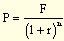 P = F / (1 + r)ⁿ